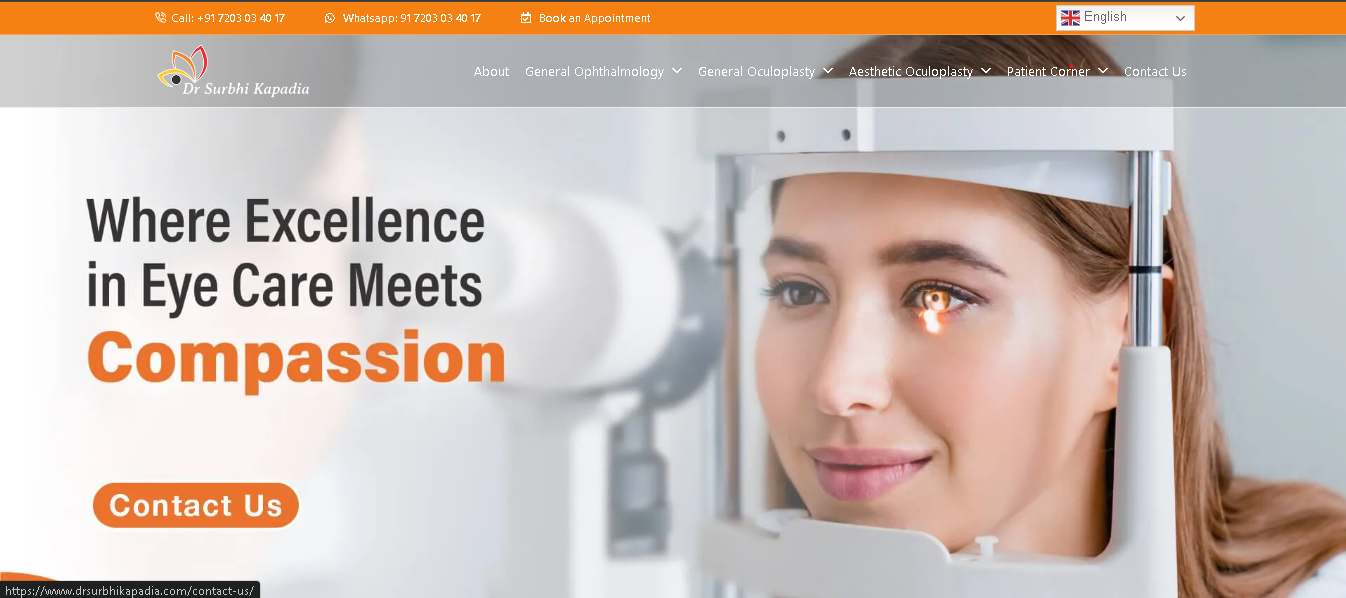 Call: +91 7203 03 40 17
Whatsapp: 91 7203 03 40 17
Book an Appointment
English
Dr Surbhi Kapadia
About
General Ophthalmology
General Oculoplasty
Aesthetic Oculoplasty
Patient Corner
Contact Us
Where Excellence
in Eye Care Meets
Compassion
Contact Us
https://www.drsurbhikapadia.com/contact-us/